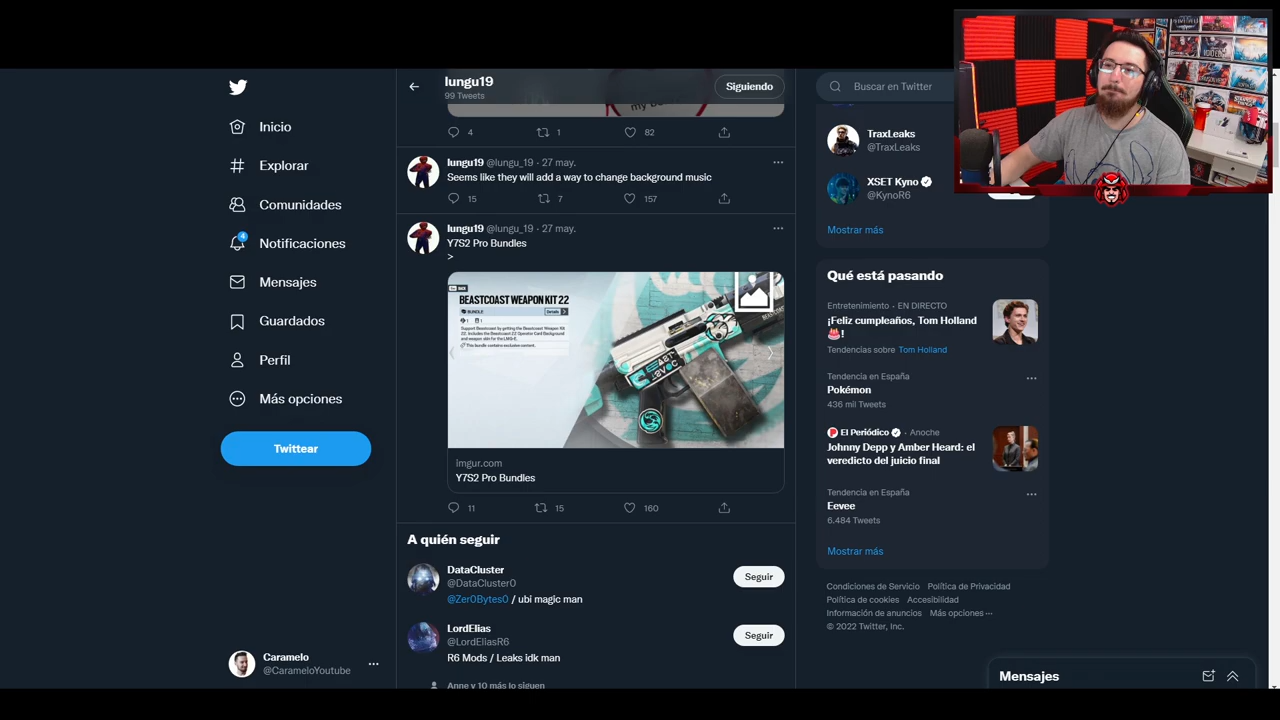 Inicio
Explorar
Comunidades
4
Notificaciones
Mensajes
Guardados
Perfil
Más opciones
Twittear
Caramelo
@CarameloYoutube
lungu19
99 Tweets
Siguiendo
my
4 1 82
lungu19 @lungu_19 · 27 may.
Seems like they will add a way to change background music
15 7 157
lungu19 @lungu_19 · 27 may.
Y7S2 Pro Bundles
>
BACK
BEASTCOAST WEAPON KIT 22
BUNDLE
Details
1 1
Support Beastcoast by getting the Beastcoast Weapon Kit
22. Includes the Beastcoast 22 Operator Card Background
and weapon skin for the LMG-E.
This bundle contains exclusive content.
imgur.com
Y7S2 Pro Bundles
11 15 160
A quién seguir
DataCluster
@DataCluster0
Seguir
@Zer0Bytes0 / ubi magic man
LordElias
@LordEliasR6
Seguir
R6 Mods / Leaks idk man
Anne y 10 más lo siguen
Buscar en Twitter
TraxLeaks
@TraxLeaks
XSET Kyno
@KynoR6
Mostrar más
Qué está pasando
Entretenimiento · EN DIRECTO
¡Feliz cumpleaños, Tom Holland
🎂!
Tendencias sobre Tom Holland
Tendencia en España
Pokémon
436 mil Tweets
El Periódico · Anoche
Johnny Depp y Amber Heard: el
veredicto del juicio final
Tendencia en España
Eevee
6.484 Tweets
Mostrar más
Condiciones de Servicio Política de Privacidad
Política de cookies Accesibilidad
Información de anuncios Más opciones ···
© 2022 Twitter, Inc.
Mensajes